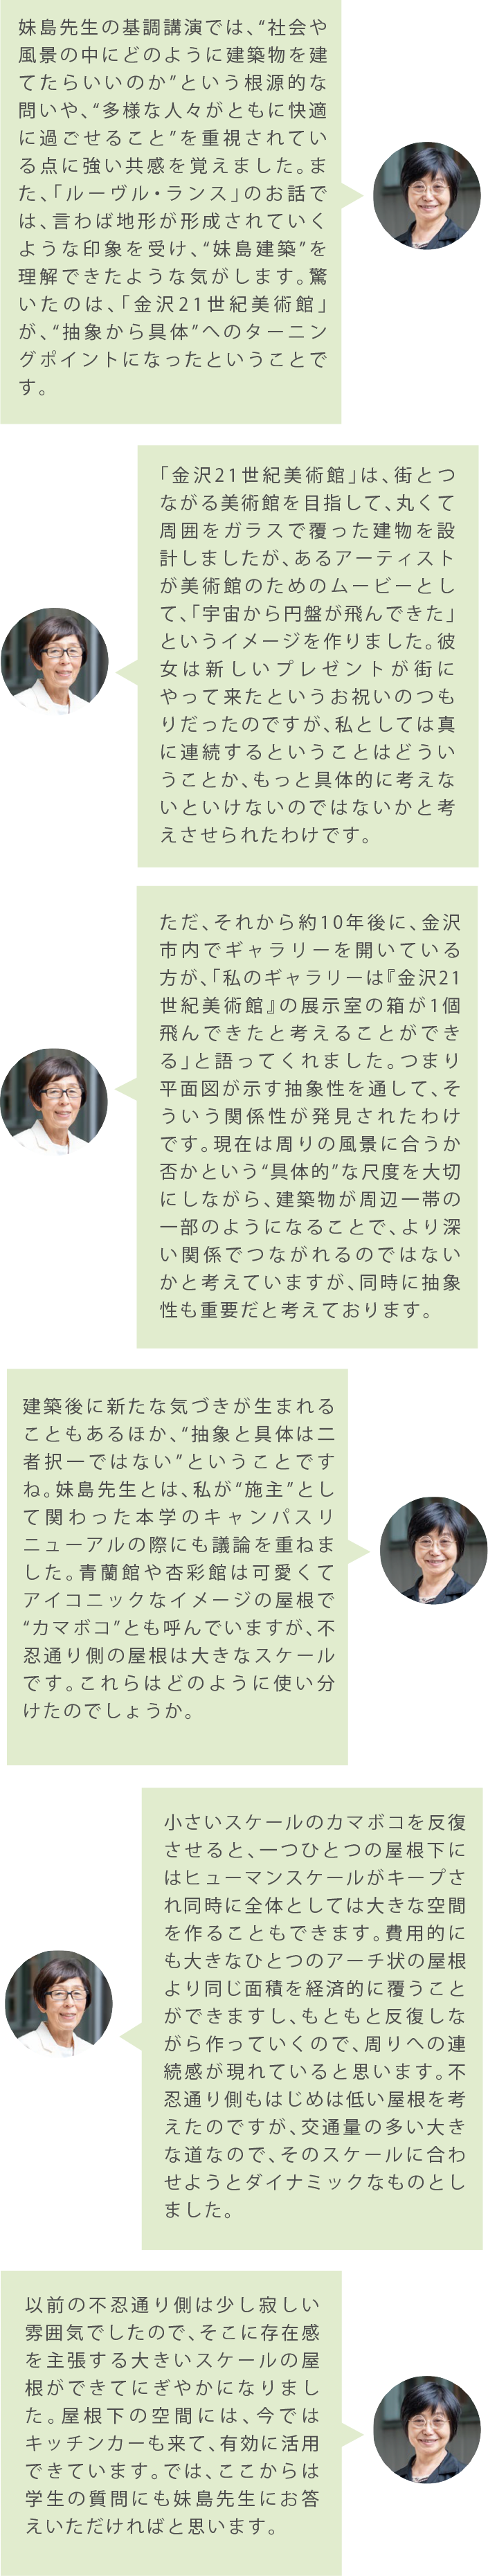 妹島先生の基調講演では、“社会や
風景の中にどのように建築物を建
てたらいいのか”という根源的な
問いや、“多様な人々がともに快適
に過ごせること”を重視されてい
る点に強い共感を覚えました。ま
た、「ルーヴル・ランス」のお話で
は、言わば地形が形成されていく
ような印象を受け、“妹島建築”を
理解できたような気がします。驚
いたのは、「金沢21世紀美術館」
が、“抽象から具体”へのターニン
グポイントになったということで
す。
「金沢21世紀美術館」は、街とつ
ながる美術館を目指して、丸くて
周囲をガラスで覆った建物を設
計しましたが、あるアーティスト
が美術館のためのムービーとし
て、「宇宙から円盤が飛んできた」
というイメージを作りました。彼
女は新しいプレゼントが街に
やって来たというお祝いのつも
りだったのですが、私としては真
に連続するということはどうい
うことか、もっと具体的に考えな
いといけないのではないかと考
えさせられたわけです。
ただ、それから約10年後に、金沢
市内でギャラリーを開いている
方が、「私のギャラリーは『金沢21
世紀美術館』の展示室の箱が1個
飛んできたと考えることができ
る」と語ってくれました。つまり
平面図が示す抽象性を通して、そ
ういう関係性が発見されたわけ
です。現在は周りの風景に合うか
否かという“具体的”な尺度を大切
にしながら、建築物が周辺一帯の
一部のようになることで、より深
い関係でつながれるのではない
かと考えていますが、同時に抽象
性も重要だと考えております。
建築後に新たな気づきが生まれる
こともあるほか、“抽象と具体は二
者択一ではない”ということです
ね。妹島先生とは、私が“施主”とし
て関わった本学のキャンパスリ
ニューアルの際にも議論を重ねま
した。青蘭館や杏彩館は可愛くて
アイコニックなイメージの屋根で
“カマボコ”とも呼んでいますが、不
忍通り側の屋根は大きなスケール
です。これらはどのように使い分
けたのでしょうか。
小さいスケールのカマボコを反復
させると、一つひとつの屋根下に
はヒューマンスケールがキープさ
れ同時に全体としては大きな空間
を作ることもできます。費用的に
も大きなひとつのアーチ状の屋根
より同じ面積を経済的に覆うこと
ができますし、もともと反復しな
がら作っていくので、周りへの連
続感が現れていると思います。不
忍通り側もはじめは低い屋根を考
えたのですが、交通量の多い大き
な道なので、そのスケールに合わ
せようとダイナミックなものとし
ました。
以前の不忍通り側は少し寂しい
雰囲気でしたので、そこに存在感
を主張する大きいスケールの屋
根ができてにぎやかになりまし
た。屋根下の空間には、今では
キッチンカーも来て、有効に活用
できています。では、ここからは
学生の質問にも妹島先生にお答
えいただければと思います。